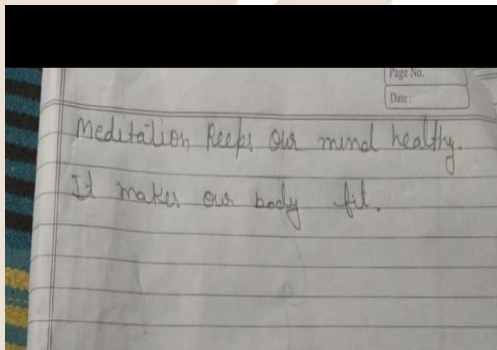 Page No.
Date :
Meditation keeps our mind healthy.
It makes our body fit.